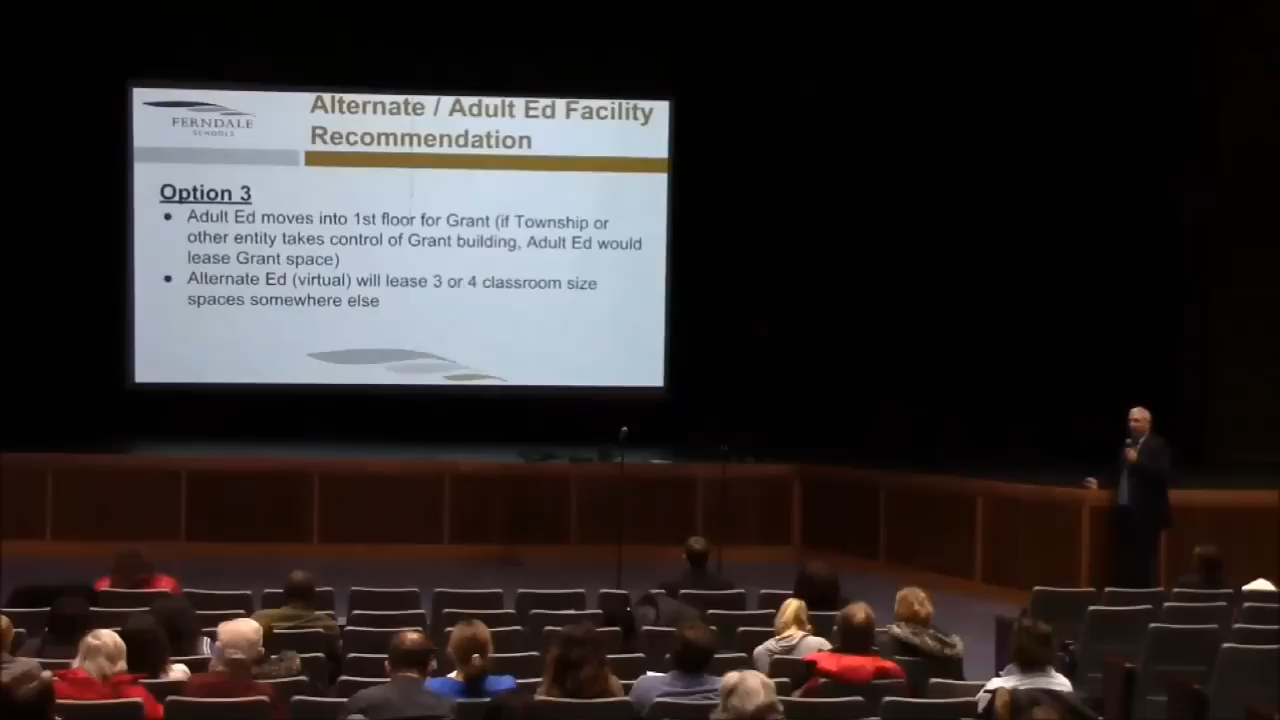 FERNDALE
SCHOOLS
Alternate / Adult Ed Facility
Recommendation
Option 3
● Adult Ed moves into 1st floor for Grant (if Township or
other entity takes control of Grant building, Adult Ed would
lease Grant space)
● Alternate Ed (virtual) will lease 3 or 4 classroom size
spaces somewhere else